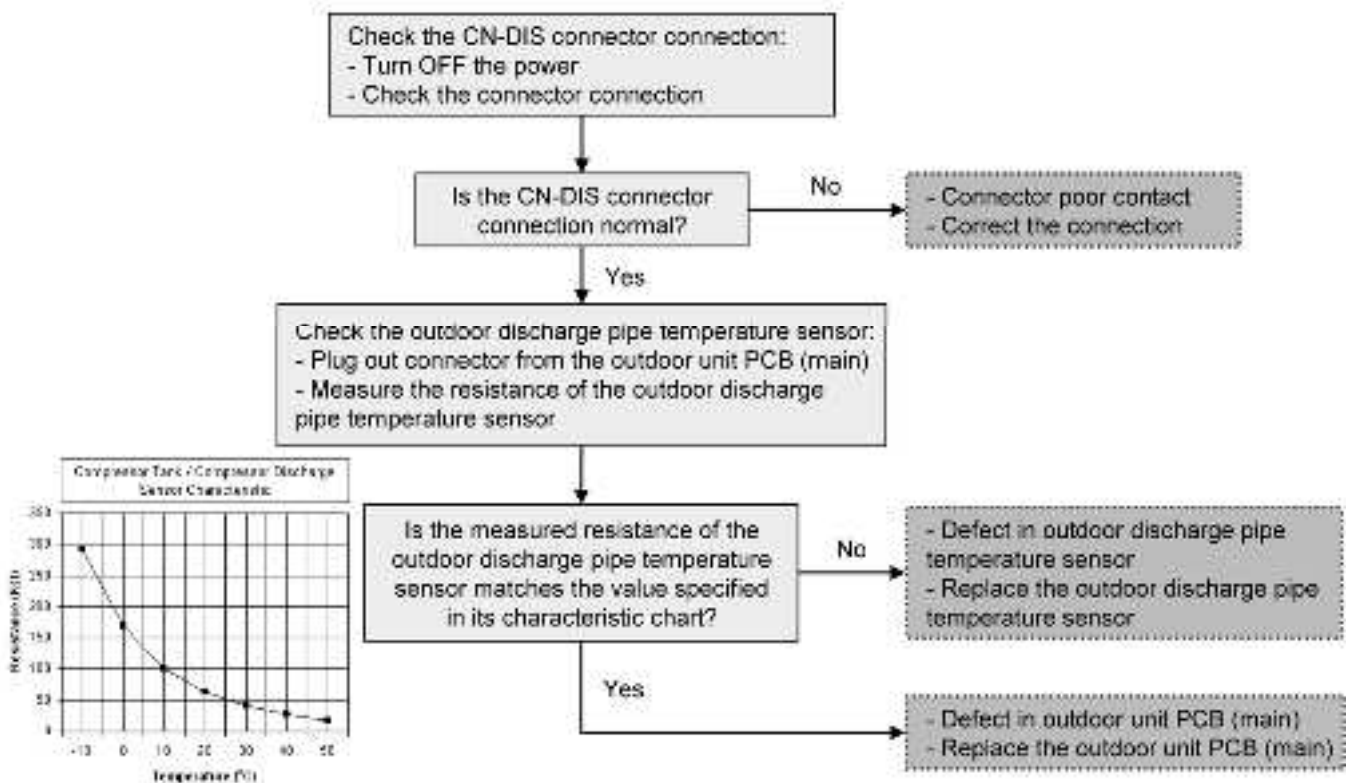 Check the CN-DIS connector connection:
- Turn OFF the power
- Check the connector connection
Is the CN-DIS connector
connection normal?
No
- Connector poor contact
- Correct the connection
Yes
Check the outdoor discharge pipe temperature sensor:
- Plug out connector from the outdoor unit PCB (main)
- Measure the resistance of the outdoor discharge
pipe temperature sensor
Compressor Tank / Compressor Discharge
Sensor Characteristic
350
300
250
200
150
100
50
0
Resistance (KΩ)
-10 0 10 20 30 40 50
Temperature (°C)
Is the measured resistance of the
outdoor discharge pipe temperature
sensor matches the value specified
in its characteristic chart?
No
- Defect in outdoor discharge pipe
temperature sensor
- Replace the outdoor discharge pipe
temperature sensor
Yes
- Defect in outdoor unit PCB (main)
- Replace the outdoor unit PCB (main)